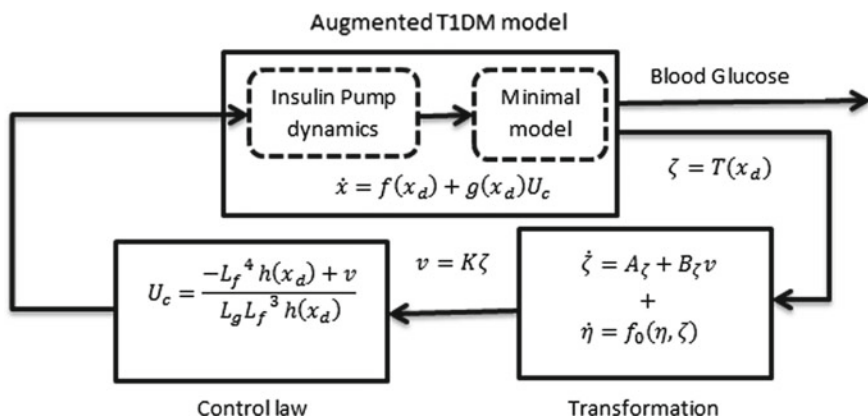 Augmented T1DM model
Insulin Pump
dynamics
Minimal
model
Blood Glucose
ẋ = f(x_d) + g(x_d)U_c
ζ = T(x_d)
U_c = (-L_f^4 h(x_d) + v) / (L_g L_f^3 h(x_d))
v = Kζ
ζ̇ = A_ζ + B_ζ v
+
η̇ = f_0(η, ζ)
Control law
Transformation